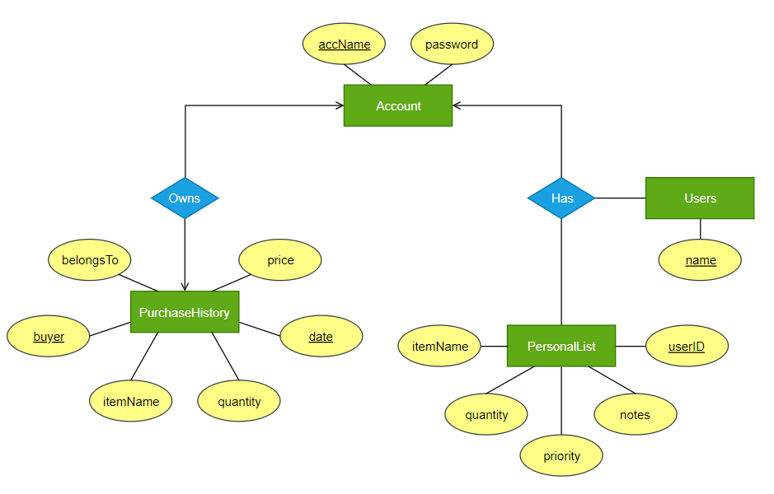 accName
password
Account
Owns
Has
Users
belongsTo
price
name
PurchaseHistory
buyer
date
itemName
PersonalList
userID
itemName
quantity
quantity
notes
priority